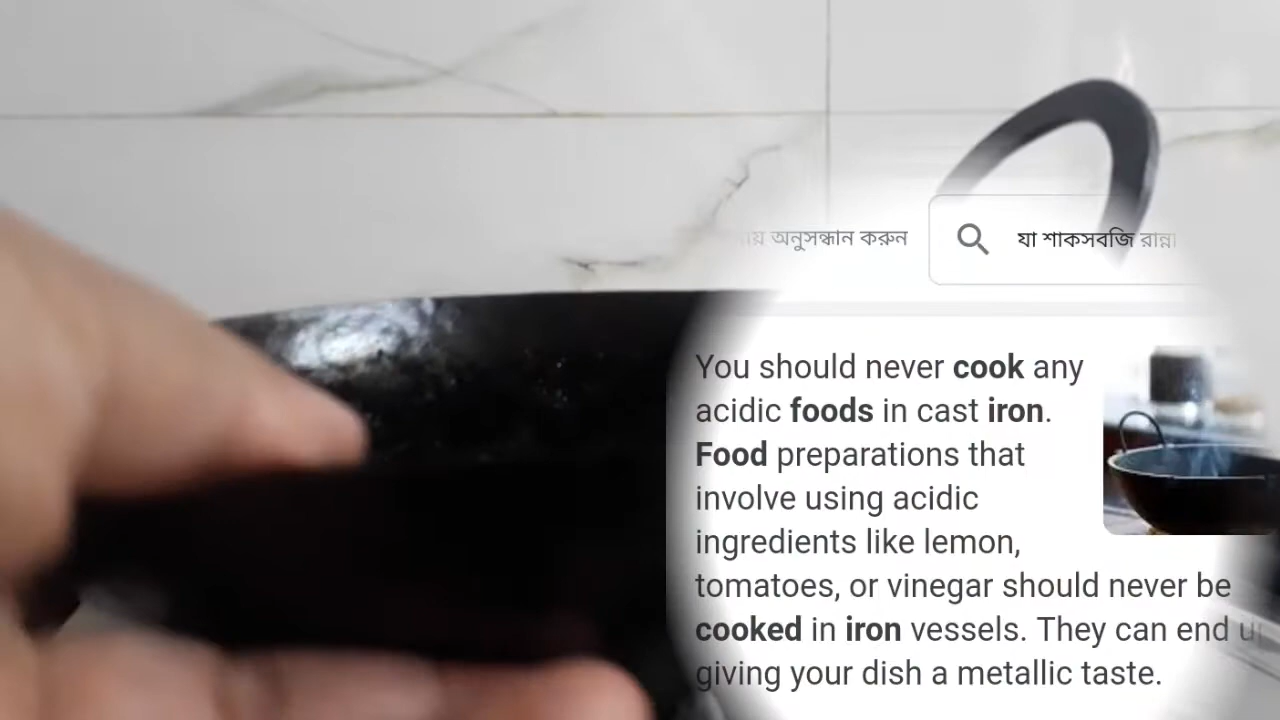 অনুসন্ধান করুন
যা শাকসবজি রান্না
You should never cook any
acidic foods in cast iron.
Food preparations that
involve using acidic
ingredients like lemon,
tomatoes, or vinegar should never be
cooked in iron vessels. They can end up
giving your dish a metallic taste.